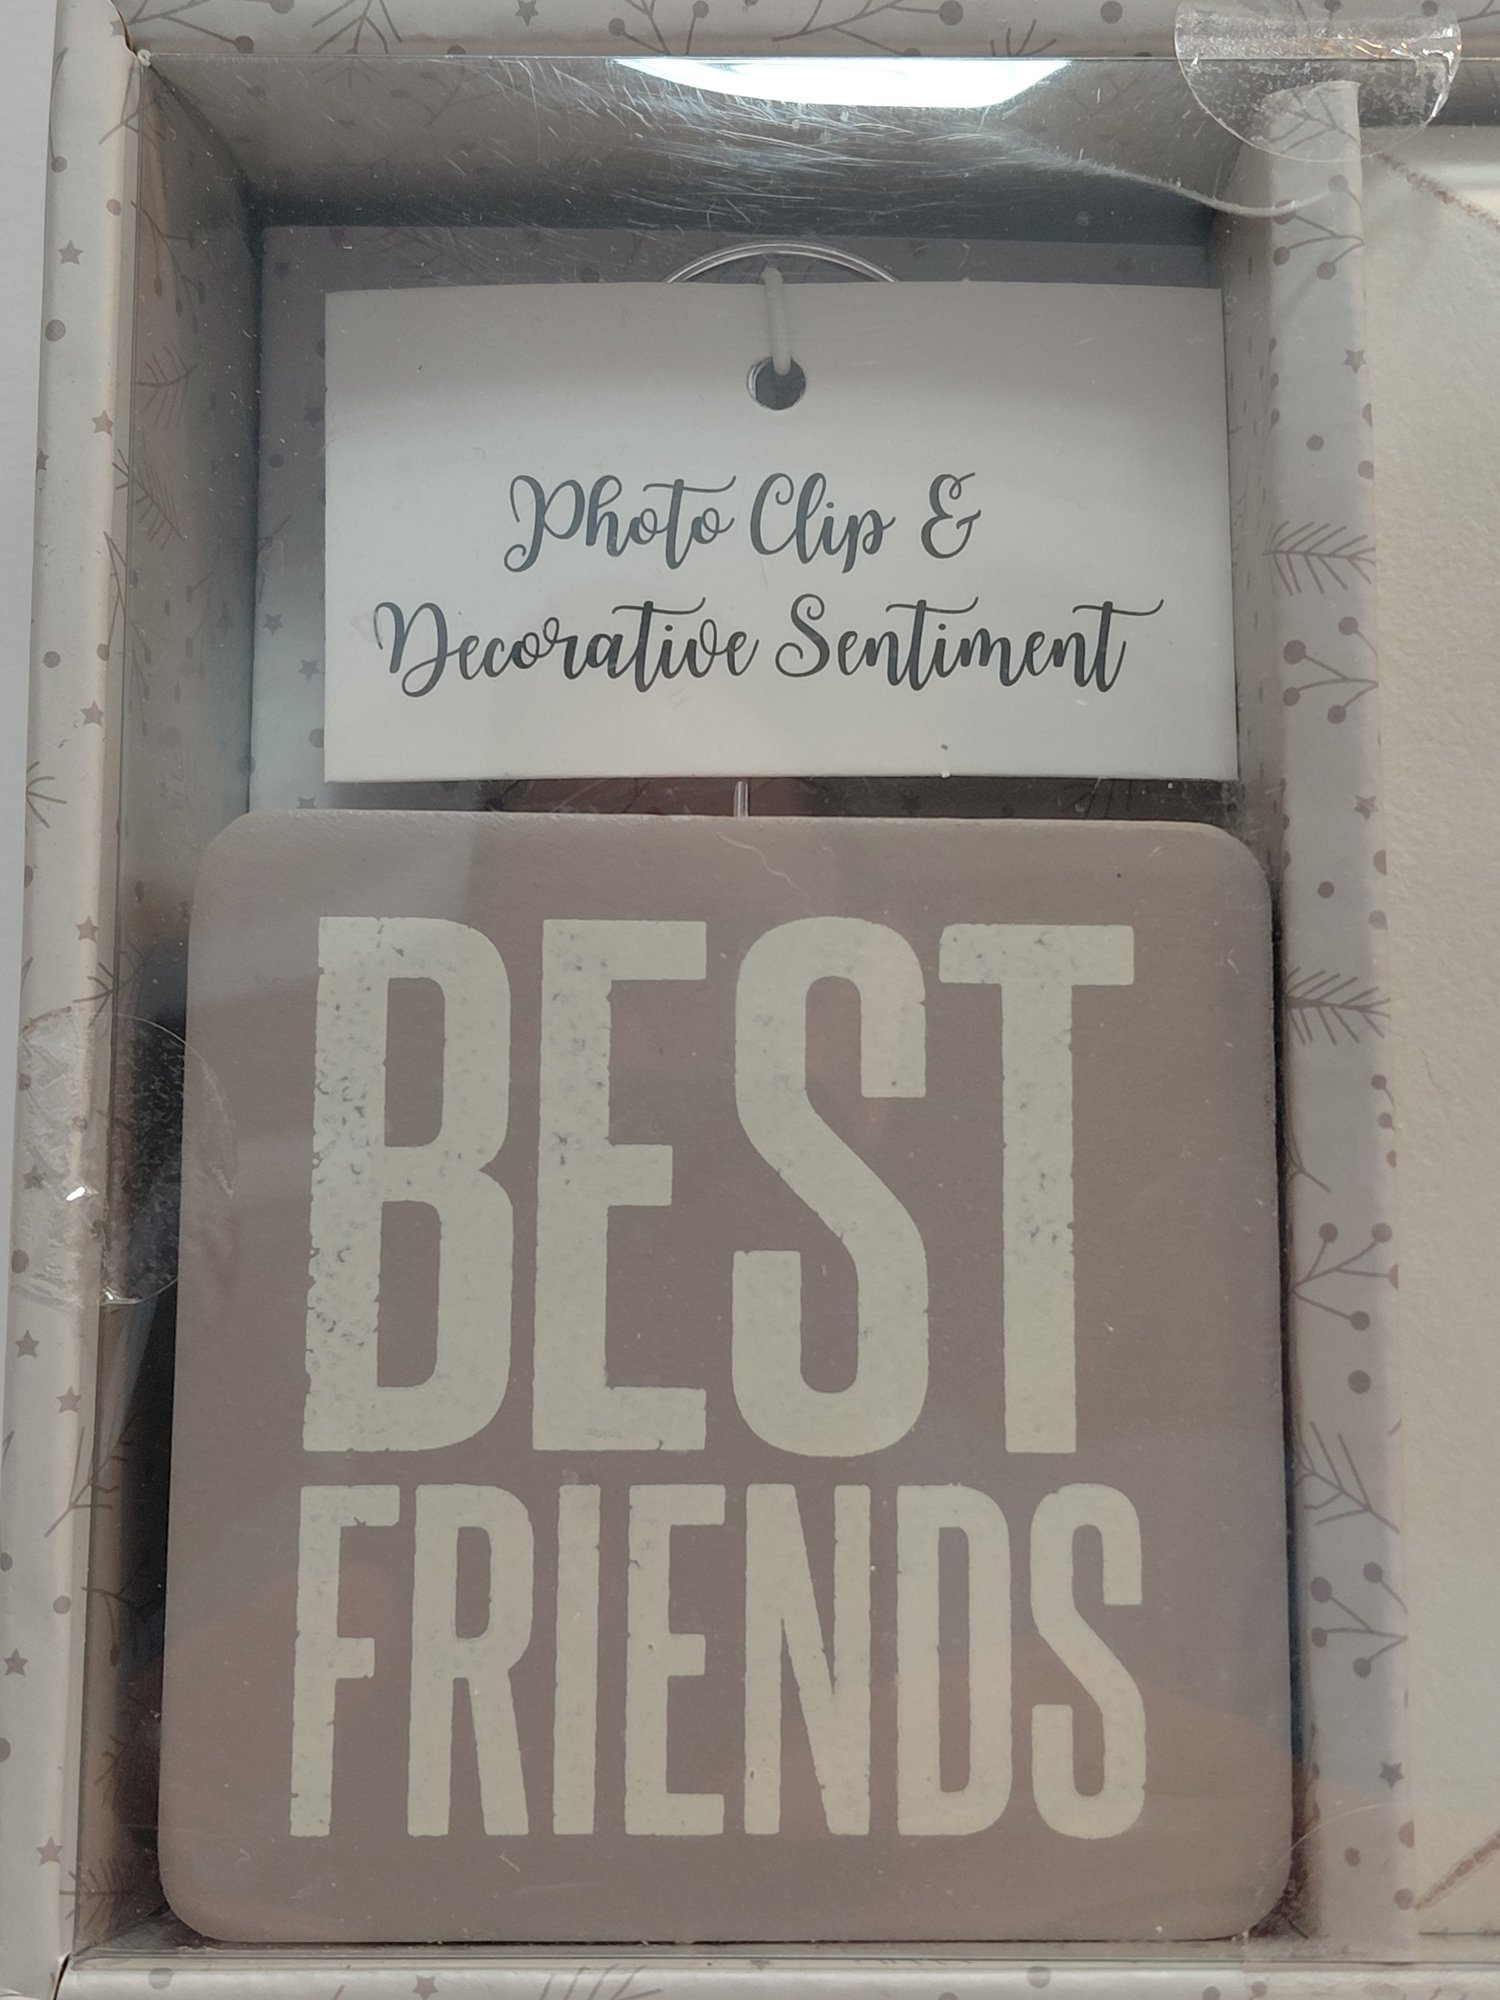 Photo Clip &
Decorative Sentiment
BEST
FRIENDS